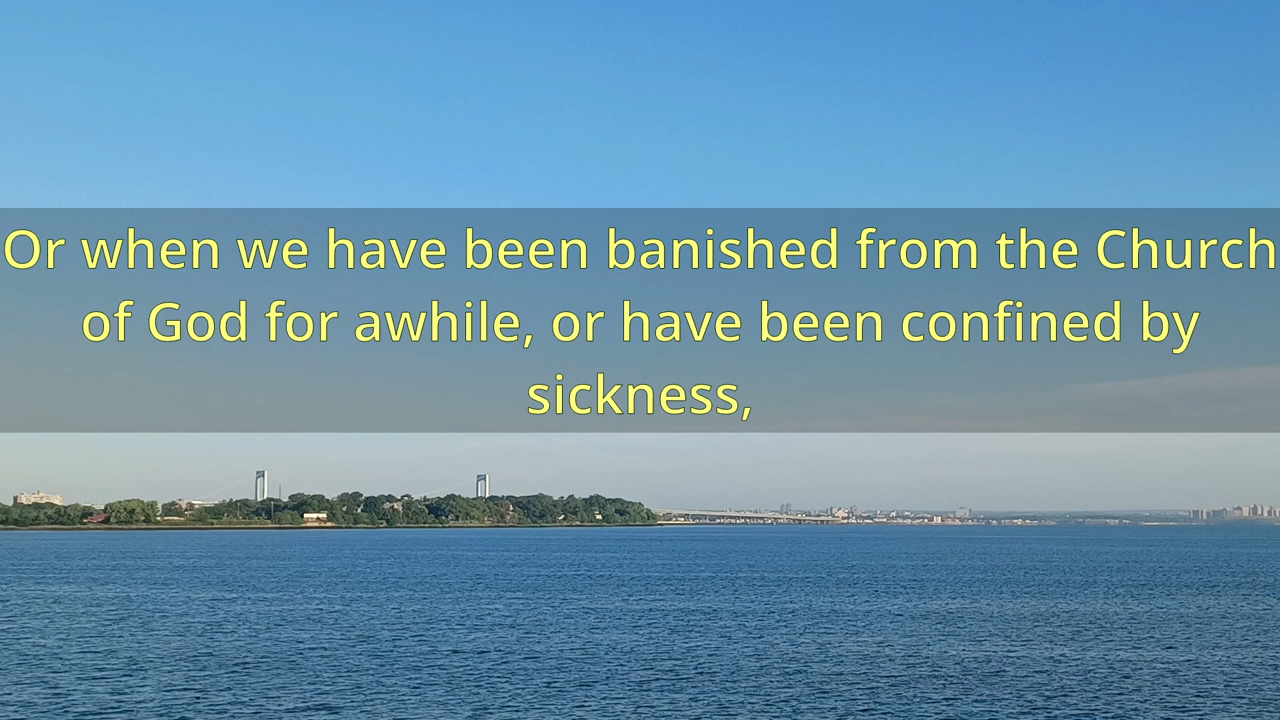 Or when we have been banished from the Church
of God for awhile, or have been confined by
sickness,